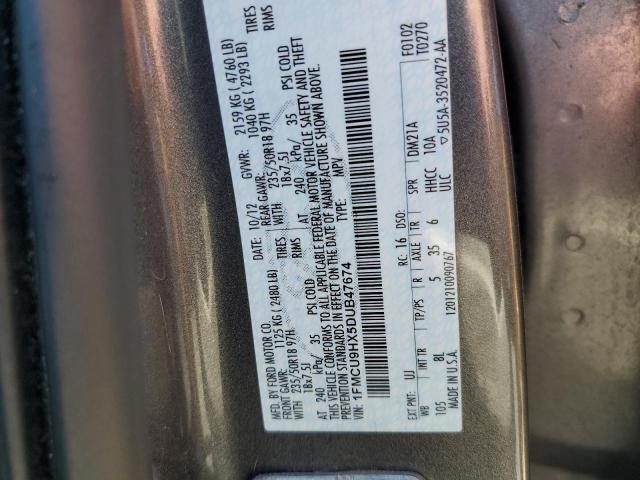 MFD. BY FORD MOTOR CO.
DATE: 10/12 GVWR: 2159 KG ( 4760 LB)
FRONT GAWR: 1125 KG ( 2480 LB) REAR GAWR: 1040 KG ( 2293 LB)
235/50R18 97H WITH 235/50R18 97H TIRES
18x7.5J RIMS 18x7.5J RIMS
AT 240 kPa/ 35 PSI COLD AT 240 kPa/ 35 PSI COLD
THIS VEHICLE CONFORMS TO ALL APPLICABLE FEDERAL MOTOR VEHICLE SAFETY AND THEFT
PREVENTION STANDARDS IN EFFECT ON THE DATE OF MANUFACTURE SHOWN ABOVE.
VIN: 1FMCU9HX5DUB47674 TYPE: MPV
F0102
T0270
EXT PNT: UJ RC: 16 DSO:
WB INT TR TP/PS R AXLE TR SPR DM21A
105 8L 5 35 6 HHCC 10A
MADE IN U.S.A. 1201210090767 ULC ▽5U5A-3520472-AA